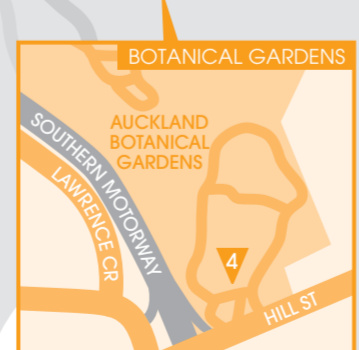 BOTANICAL GARDENS
AUCKLAND
BOTANICAL
GARDENS
SOUTHERN MOTORWAY
LAWRENCE CR
4
HILL ST